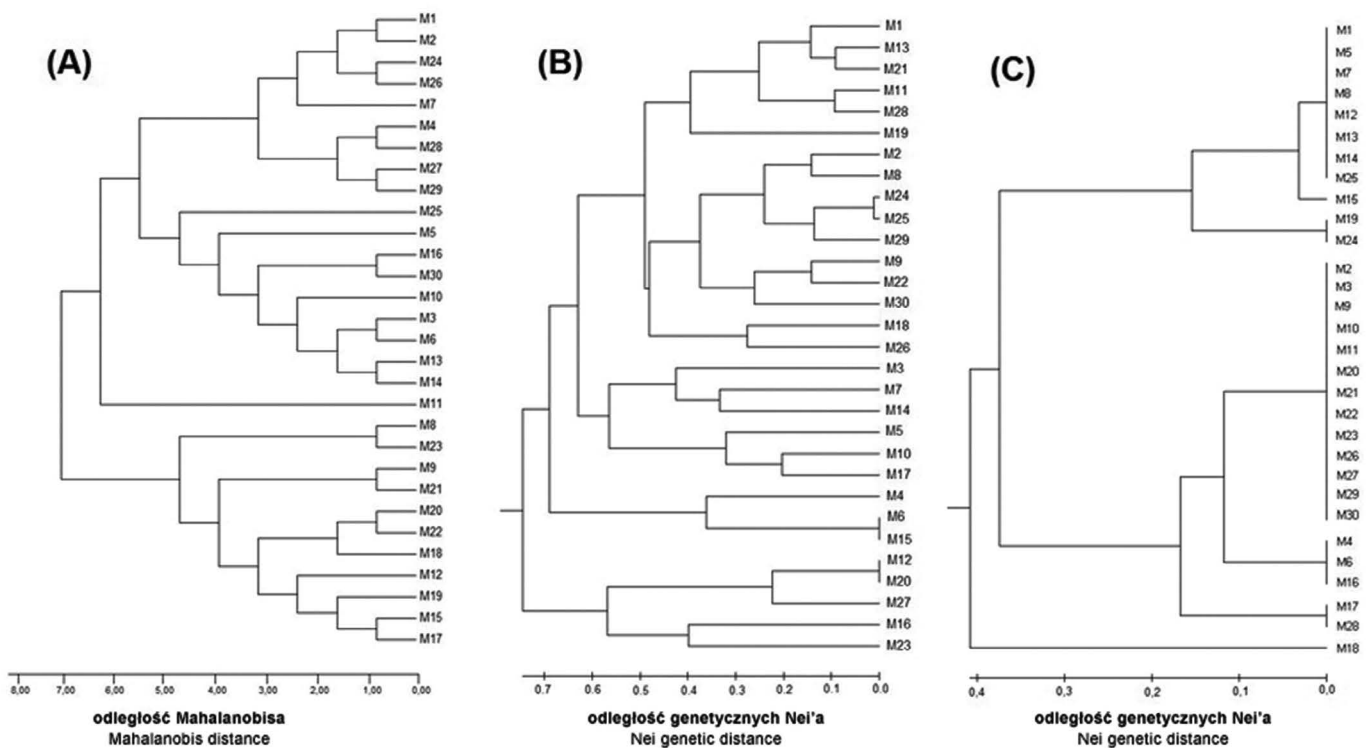 (A)
M1
M2
M24
M26
M7
M4
M28
M27
M29
M25
M5
M16
M30
M10
M3
M6
M13
M14
M11
M8
M23
M9
M21
M20
M22
M18
M12
M19
M15
M17
8,00 7,00 6,00 5,00 4,00 3,00 2,00 1,00 0,00
odległość Mahalanobisa
Mahalanobis distance
(B)
M1
M13
M21
M11
M28
M19
M2
M8
M24
M25
M29
M9
M22
M30
M18
M26
M3
M7
M14
M5
M10
M17
M4
M6
M15
M12
M20
M27
M16
M23
0.7 0.6 0.5 0.4 0.3 0.2 0.1 0.0
odległość genetycznych Nei'a
Nei genetic distance
(C)
M1
M5
M7
M8
M12
M13
M14
M25
M15
M19
M24
M2
M3
M9
M10
M11
M20
M21
M22
M23
M26
M27
M29
M30
M4
M6
M16
M17
M28
M18
0,4 0,3 0,2 0,1 0,0
odległość genetycznych Nei'a
Nei genetic distance